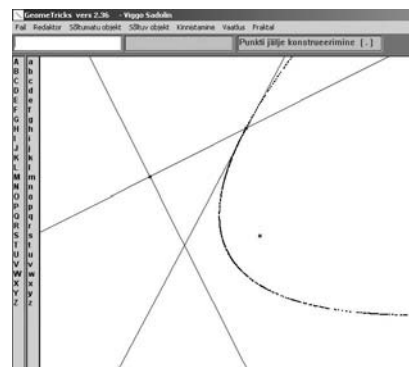 GeomeTricks vers 2.36 - Viggo Sadolin
Fail Redaktor Sõltumatu objekt Sõltuv objekt Kinnistamine Vaatlus Fraktal
Punkti jälje konstrueerimine [.]
A a
B b
C c
D d
E e
F f
G g
H h
I i
J j
K k
L l
M m
N n
O o
P p
Q q
R r
S s
T t
U u
V v
W w
X x
Y y
Z z